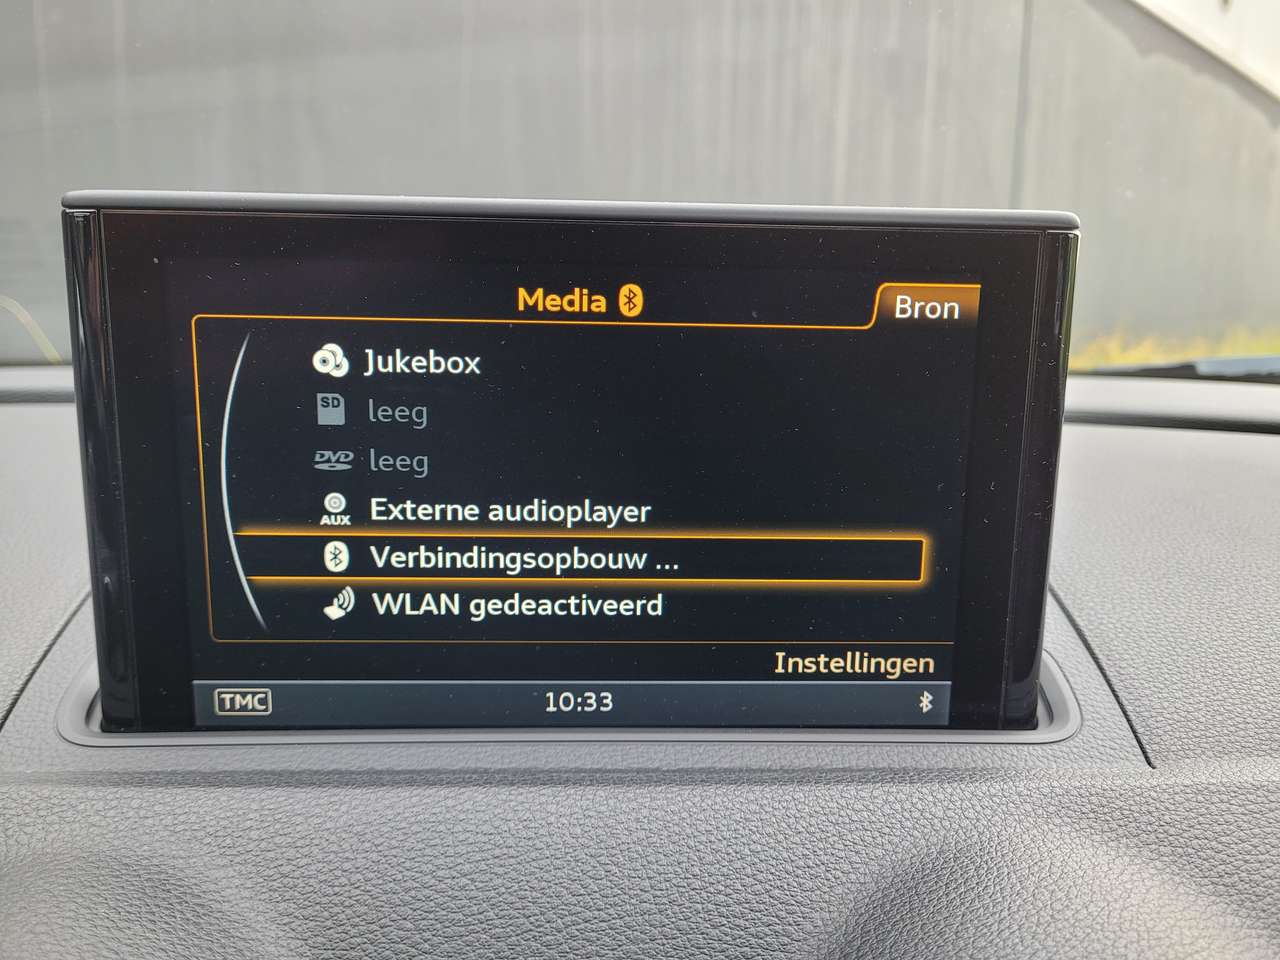 Media
Bron
Jukebox
SD leeg
DVD leeg
AUX Externe audioplayer
Verbindingsopbouw ...
WLAN gedeactiveerd
Instellingen
TMC 10:33